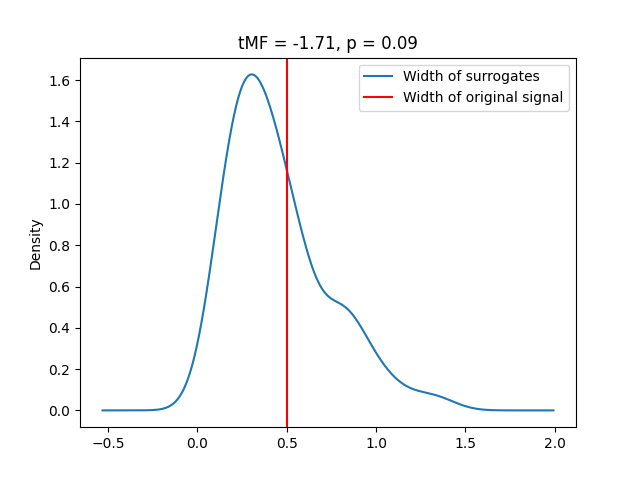 tMF = -1.71, p = 0.09
Width of surrogates
Width of original signal
Density
1.6
1.4
1.2
1.0
0.8
0.6
0.4
0.2
0.0
−0.5 0.0 0.5 1.0 1.5 2.0